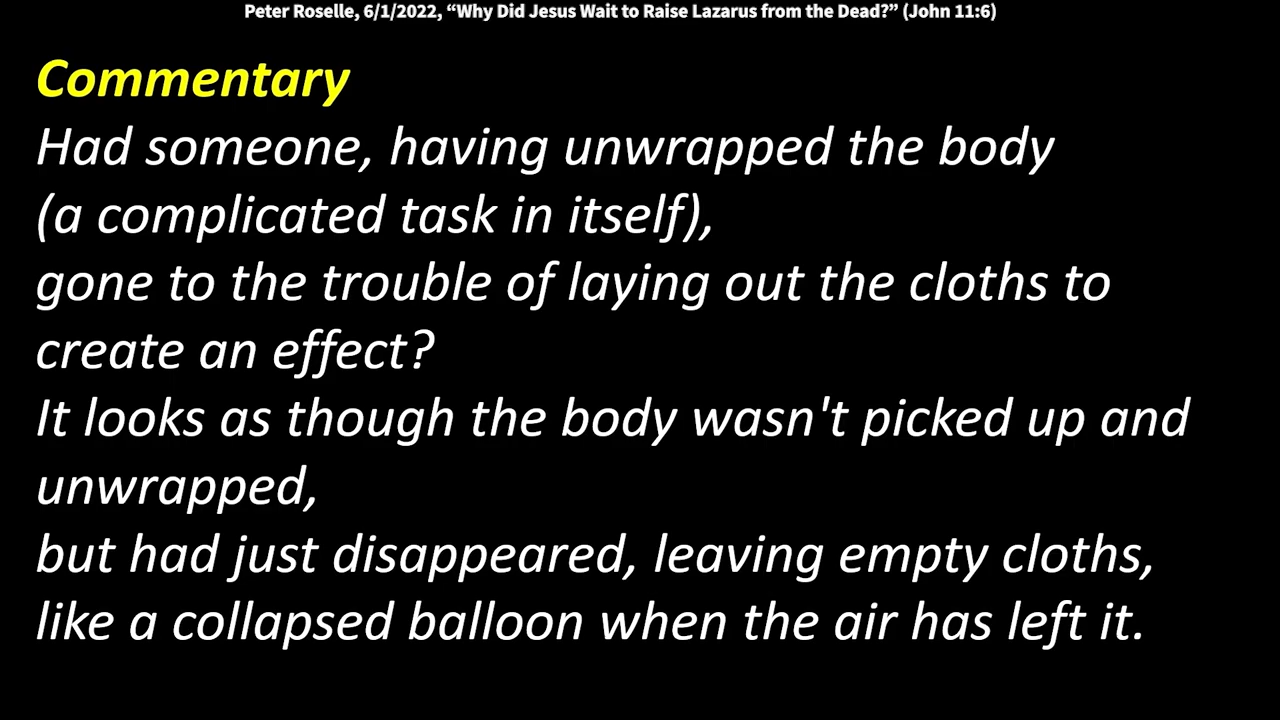 Peter Roselle, 6/1/2022, “Why Did Jesus Wait to Raise Lazarus from the Dead?” (John 11:6)
Commentary
Had someone, having unwrapped the body
(a complicated task in itself),
gone to the trouble of laying out the cloths to
create an effect?
It looks as though the body wasn't picked up and
unwrapped,
but had just disappeared, leaving empty cloths,
like a collapsed balloon when the air has left it.